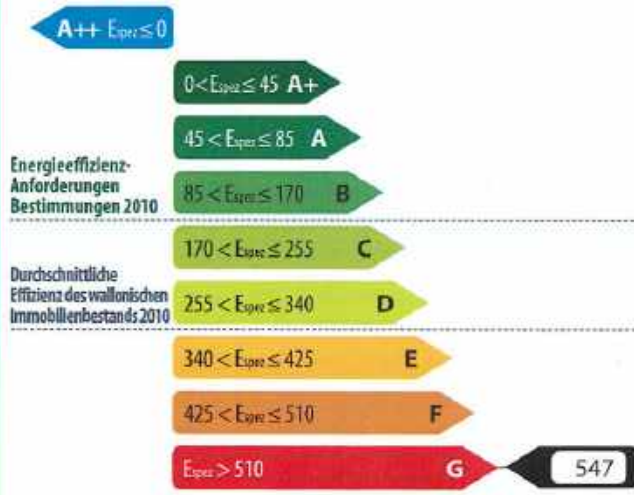 A++ Espez ≤ 0
0 < Espez ≤ 45 A+
45 < Espez ≤ 85 A
Energieeffizienz-
Anforderungen
Bestimmungen 2010
85 < Espez ≤ 170 B
170 < Espez ≤ 255 C
Durchschnittliche
Effizienz des wallonischen
Immobilienbestands 2010
255 < Espez ≤ 340 D
340 < Espez ≤ 425 E
425 < Espez ≤ 510 F
Espez > 510 G 547